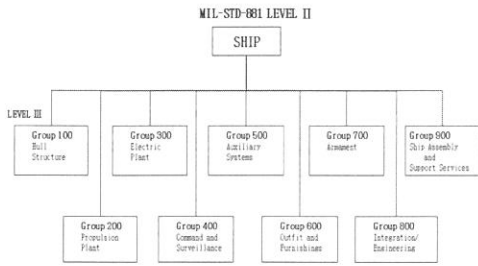 MIL-STD-881 LEVEL II
SHIP
LEVEL III
Group 100
Hull
Structure
Group 300
Electric
Plant
Group 500
Auxiliary
Systems
Group 700
Armament
Group 900
Ship Assembly
and
Support Services
Group 200
Propulsion
Plant
Group 400
Command and
Surveillance
Group 600
Outfit and
Furnishings
Group 800
Integration/
Engineering